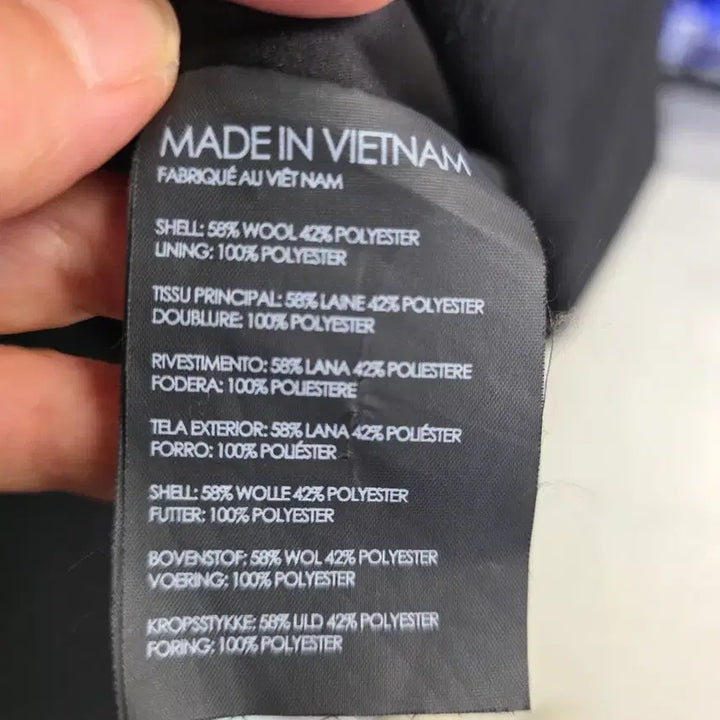 MADE IN VIETNAM
FABRIQUÉ AU VIÊT NAM
SHELL: 58% WOOL 42% POLYESTER
LINING: 100% POLYESTER
TISSU PRINCIPAL: 58% LAINE 42% POLYESTER
DOUBLURE: 100% POLYESTER
RIVESTIMENTO: 58% LANA 42% POLIESTERE
FODERA: 100% POLIESTERE
TELA EXTERIOR: 58% LANA 42% POLIÉSTER
FORRO: 100% POLIÉSTER
SHELL: 58% WOLLE 42% POLYESTER
FUTTER: 100% POLYESTER
BOVENSTOF: 58% WOL 42% POLYESTER
VOERING: 100% POLYESTER
KROPSSTYKKE: 58% ULD 42% POLYESTER
FORING: 100% POLYESTER